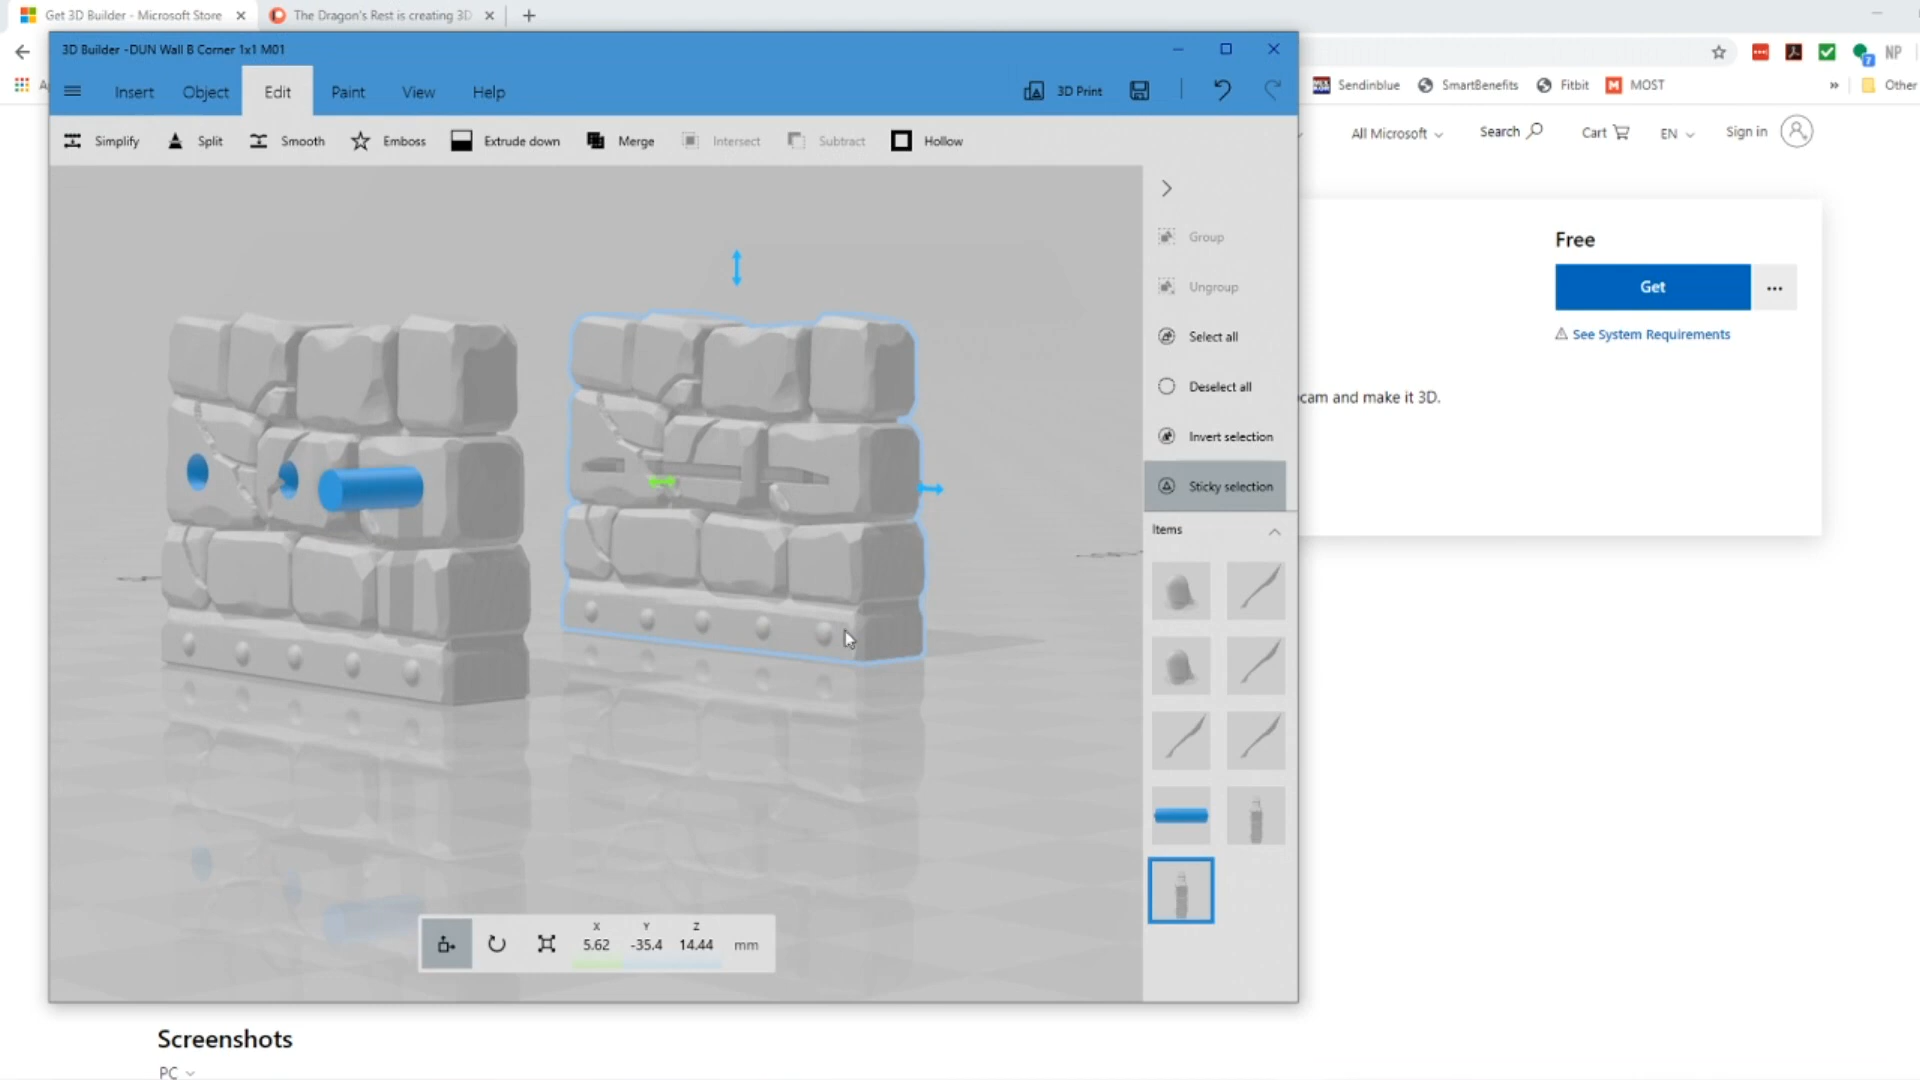 Get 3D Builder - Microsoft Store
The Dragon's Rest is creating 3D
3D Builder -DUN Wall B Corner 1x1 M01
NP
Insert
Object
Edit
Paint
View
Help
3D Print
Sendinblue
SmartBenefits
Fitbit
MOST
»
Other
Simplify
Split
Smooth
Emboss
Extrude down
Merge
Intersect
Subtract
Hollow
All Microsoft
Search
Cart
EN
Sign in
Group
Ungroup
Select all
Deselect all
Invert selection
Sticky selection
Items
Free
Get
...
See System Requirements
cam and make it 3D.
X Y Z
5.62 -35.4 14.44 mm
Screenshots
PC